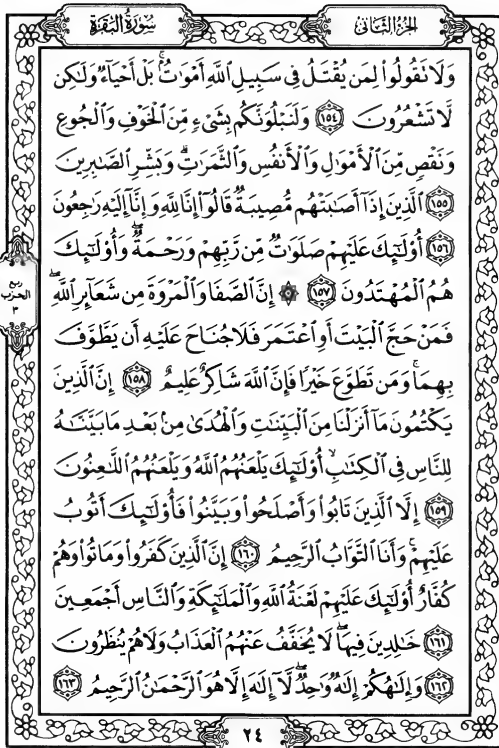 الجزء الثاني
سورة البقرة
وَلَا تَقُولُوا۟ لِمَن يُقْتَلُ فِى سَبِيلِ ٱللَّهِ أَمْوَٰتٌۢ ۚ بَلْ أَحْيَآءٌ وَلَٰكِن
لَّا تَشْعُرُونَ ﴿١٥٤﴾ وَلَنَبْلُوَنَّكُم بِشَىْءٍ مِّنَ ٱلْخَوْفِ وَٱلْجُوعِ
وَنَقْصٍ مِّنَ ٱلْأَمْوَٰلِ وَٱلْأَنفُسِ وَٱلثَّمَرَٰتِ ۗ وَبَشِّرِ ٱلصَّٰبِرِينَ
﴿١٥٥﴾ ٱلَّذِينَ إِذَآ أَصَٰبَتْهُم مُّصِيبَةٌ قَالُوٓا۟ إِنَّا لِلَّهِ وَإِنَّآ إِلَيْهِ رَٰجِعُونَ
﴿١٥٦﴾ أُو۟لَٰٓئِكَ عَلَيْهِمْ صَلَوَٰتٌ مِّن رَّبِّهِمْ وَرَحْمَةٌ ۖ وَأُو۟لَٰٓئِكَ
هُمُ ٱلْمُهْتَدُونَ ﴿١٥٧﴾ ۞ إِنَّ ٱلصَّفَا وَٱلْمَرْوَةَ مِن شَعَآئِرِ ٱللَّهِ ۖ
فَمَنْ حَجَّ ٱلْبَيْتَ أَوِ ٱعْتَمَرَ فَلَا جُنَاحَ عَلَيْهِ أَن يَطَّوَّفَ
بِهِمَا ۚ وَمَن تَطَوَّعَ خَيْرًا فَإِنَّ ٱللَّهَ شَاكِرٌ عَلِيمٌ ﴿١٥٨﴾ إِنَّ ٱلَّذِينَ
يَكْتُمُونَ مَآ أَنزَلْنَا مِنَ ٱلْبَيِّنَٰتِ وَٱلْهُدَىٰ مِنۢ بَعْدِ مَا بَيَّنَّٰهُ
لِلنَّاسِ فِى ٱلْكِتَٰبِ ۙ أُو۟لَٰٓئِكَ يَلْعَنُهُمُ ٱللَّهُ وَيَلْعَنُهُمُ ٱللَّٰعِنُونَ
﴿١٥٩﴾ إِلَّا ٱلَّذِينَ تَابُوا۟ وَأَصْلَحُوا۟ وَبَيَّنُوا۟ فَأُو۟لَٰٓئِكَ أَتُوبُ
عَلَيْهِمْ ۚ وَأَنَا ٱلتَّوَّابُ ٱلرَّحِيمُ ﴿١٦٠﴾ إِنَّ ٱلَّذِينَ كَفَرُوا۟ وَمَاتُوا۟ وَهُمْ
كُفَّارٌ أُو۟لَٰٓئِكَ عَلَيْهِمْ لَعْنَةُ ٱللَّهِ وَٱلْمَلَٰٓئِكَةِ وَٱلنَّاسِ أَجْمَعِينَ
﴿١٦١﴾ خَٰلِدِينَ فِيهَا ۖ لَا يُخَفَّفُ عَنْهُمُ ٱلْعَذَابُ وَلَا هُمْ يُنظَرُونَ
﴿١٦٢﴾ وَإِلَٰهُكُمْ إِلَٰهٌ وَٰحِدٌ ۖ لَّآ إِلَٰهَ إِلَّا هُوَ ٱلرَّحْمَٰنُ ٱلرَّحِيمُ ﴿١٦٣﴾
ربع
الحزب
٣
٢٤